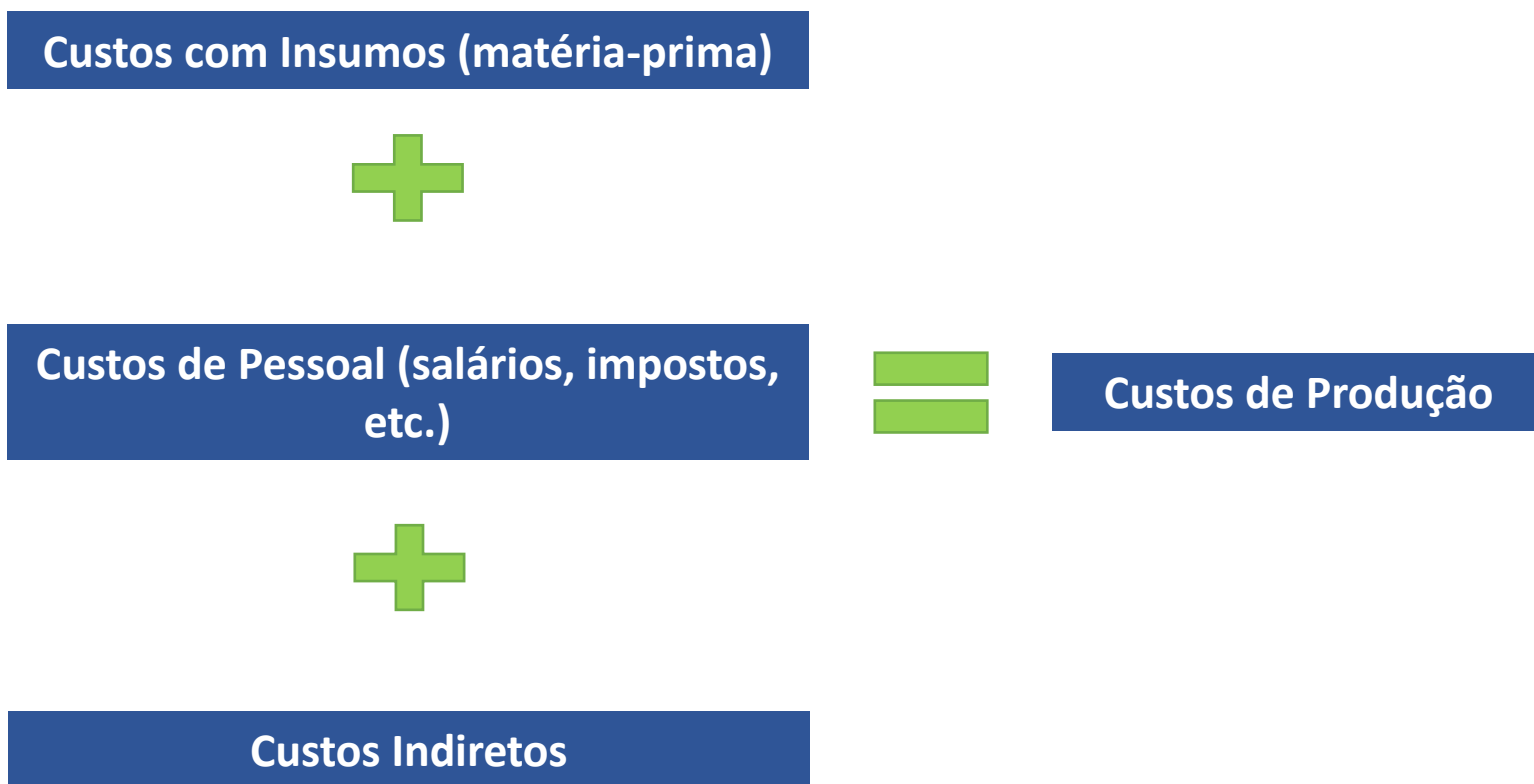 Custos com Insumos (matéria-prima)
Custos de Pessoal (salários, impostos,
etc.)
Custos de Produção
Custos Indiretos